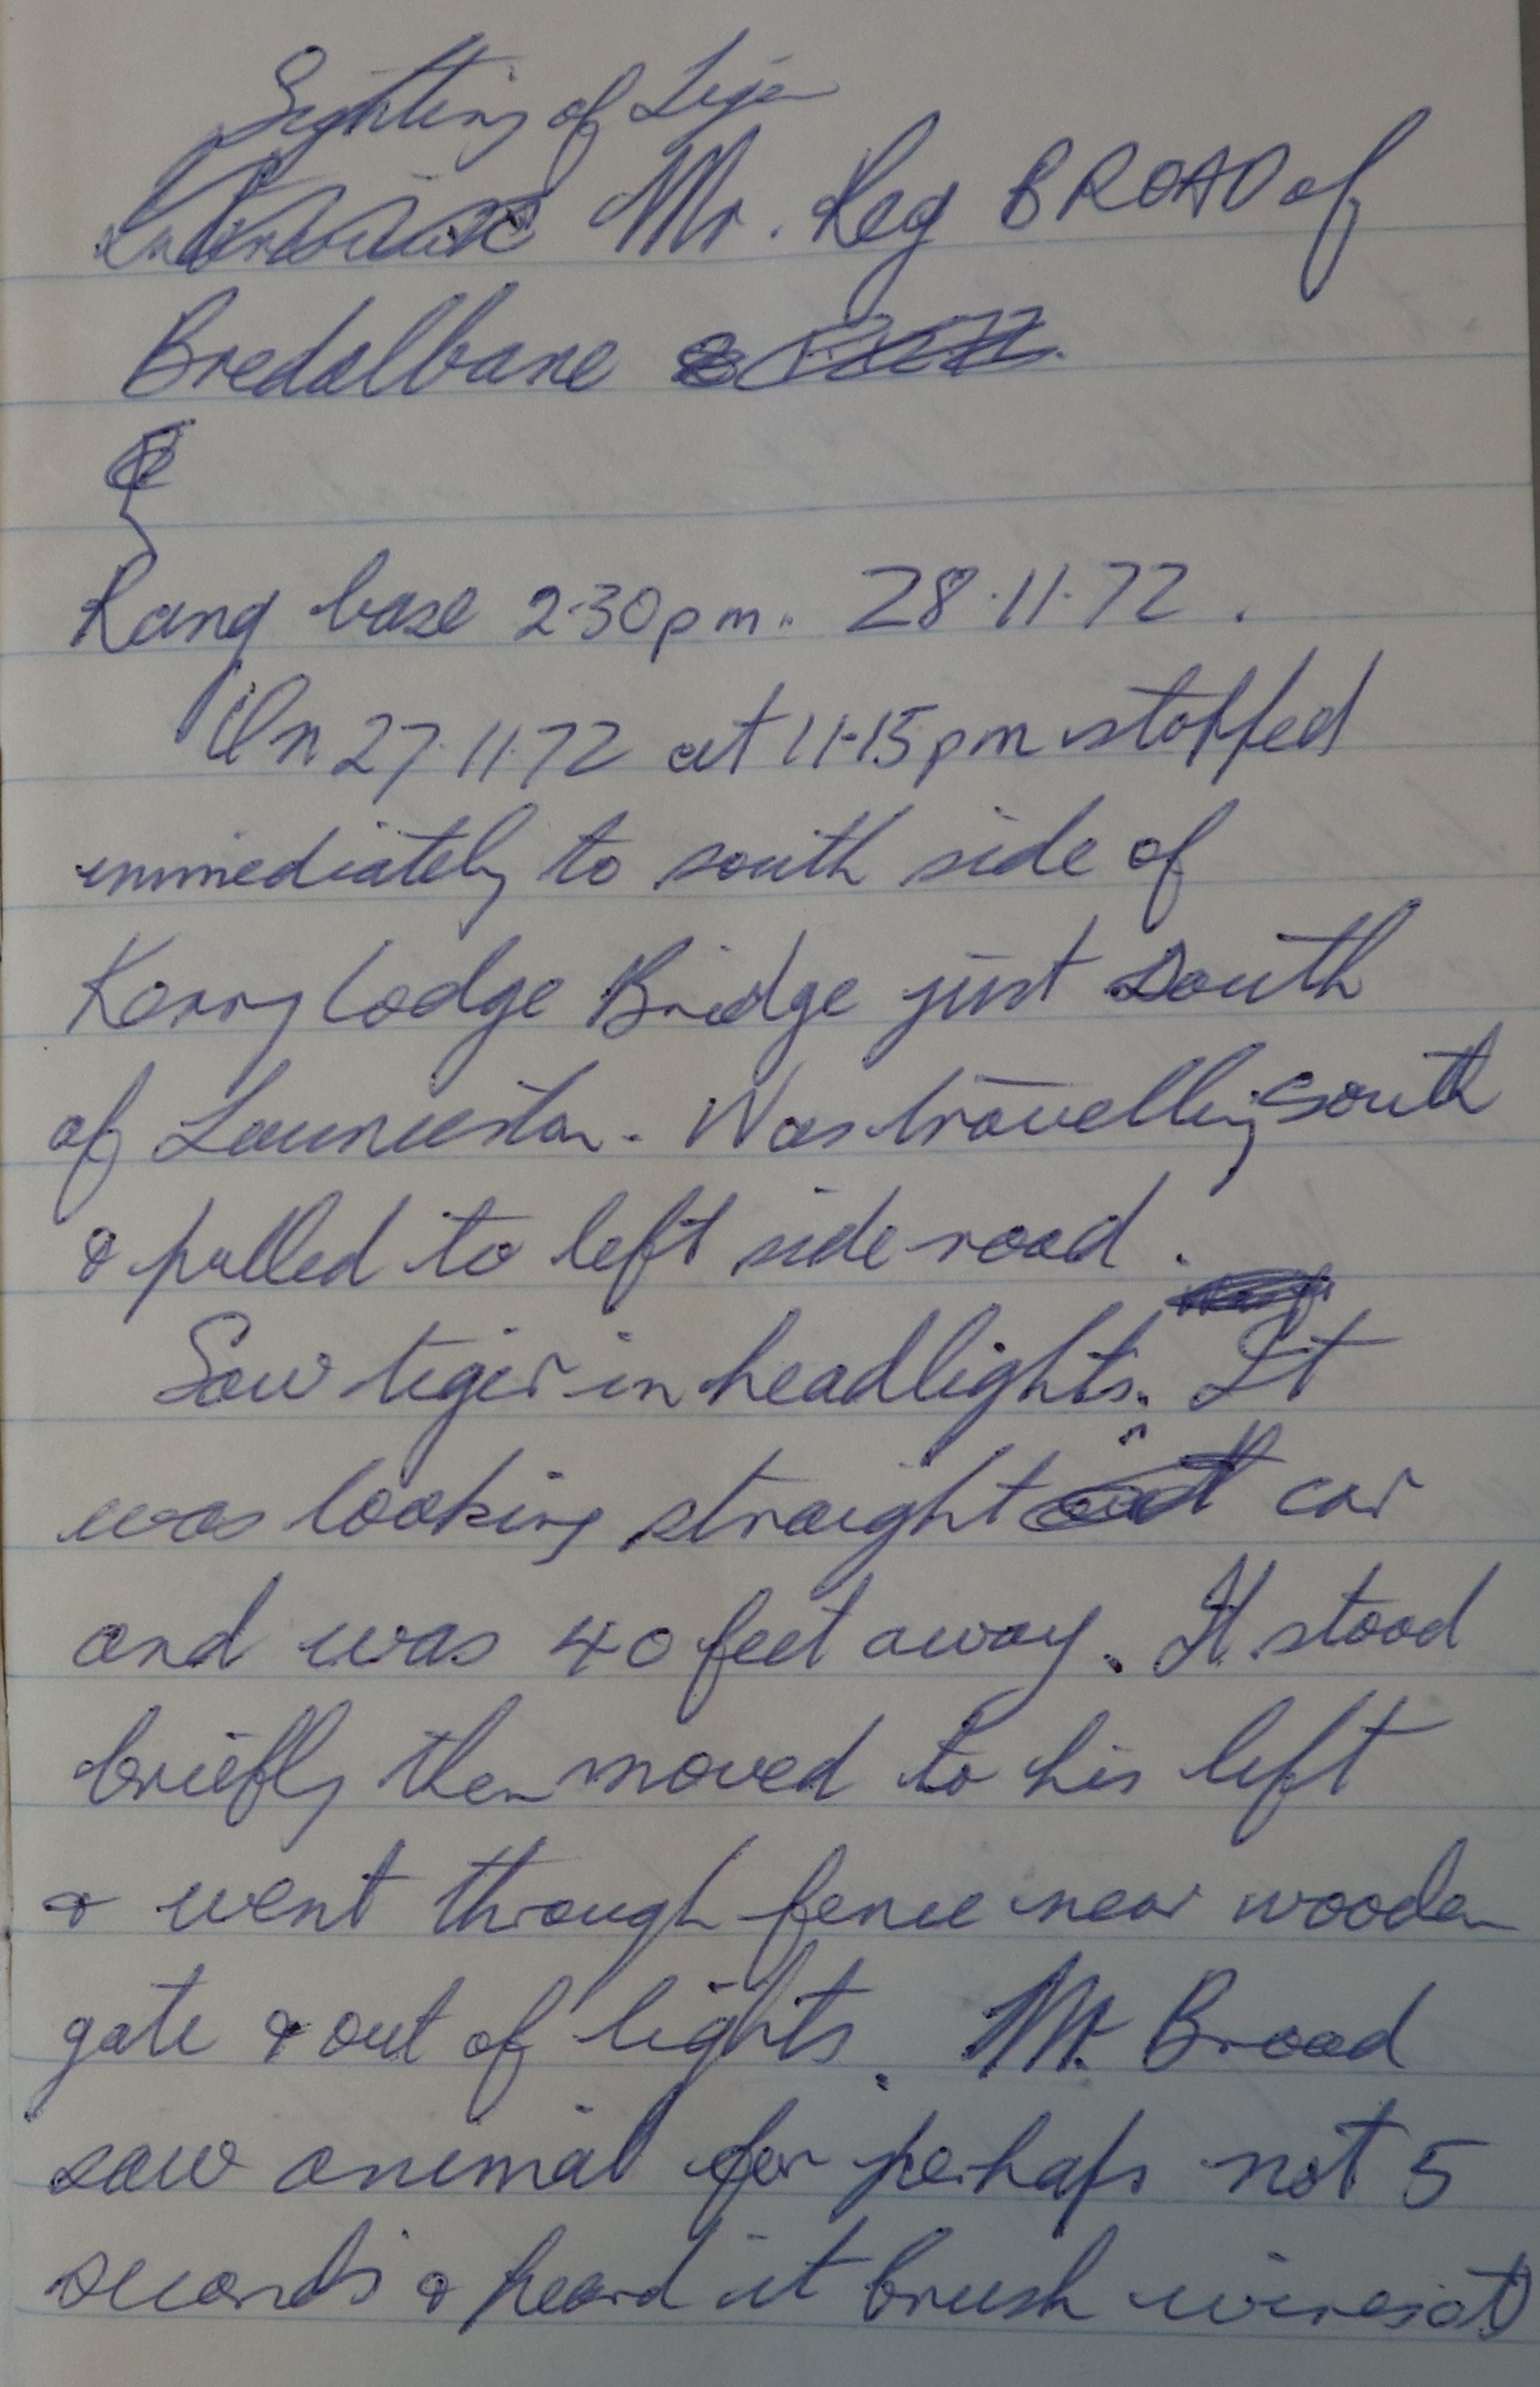 Sighting of Tiger
Mr. Reg BROAD of
Bredalbane
Rang base 2.30pm. 28.11.72.
On 27.11.72 at 11-15pm stopped
immediately to south side of
Kerry Lodge Bridge just south
of Launceston. Was travelling south
& pulled to left side road.
Saw tiger in headlights. It
was looking straight at car
and was 40 feet away. It stood
briefly then moved to his left
& went through fence near wooden
gate & out of lights. Mr. Broad
saw animal for perhaps not 5
seconds & heard it brush wires at